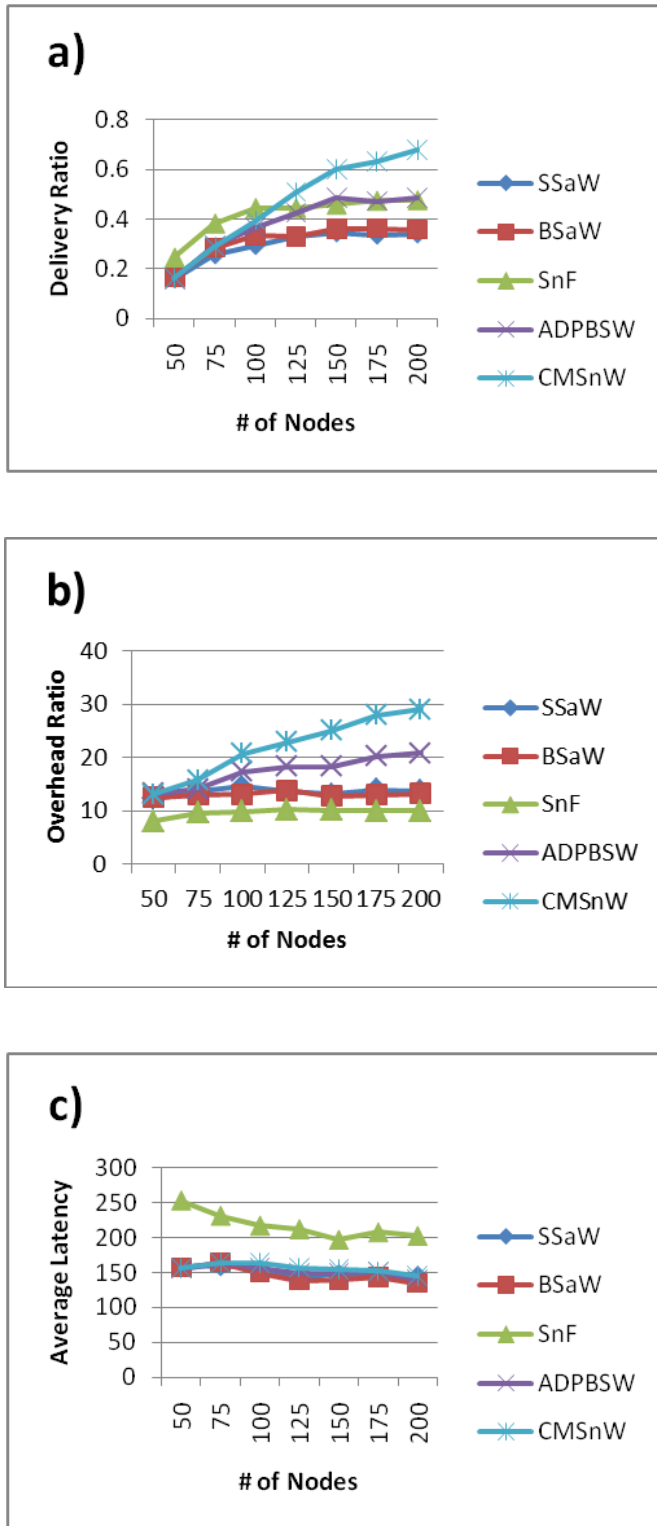 a)
Delivery Ratio
0.8
0.6
0.4
0.2
0
50
75
100
125
150
175
200
# of Nodes
SSaW
BSaW
SnF
ADPBSW
CMSnW
b)
Overhead Ratio
40
30
20
10
0
50 75 100 125 150 175 200
# of Nodes
SSaW
BSaW
SnF
ADPBSW
CMSnW
c)
Average Latency
300
250
200
150
100
50
0
50
75
100
125
150
175
200
# of Nodes
SSaW
BSaW
SnF
ADPBSW
CMSnW